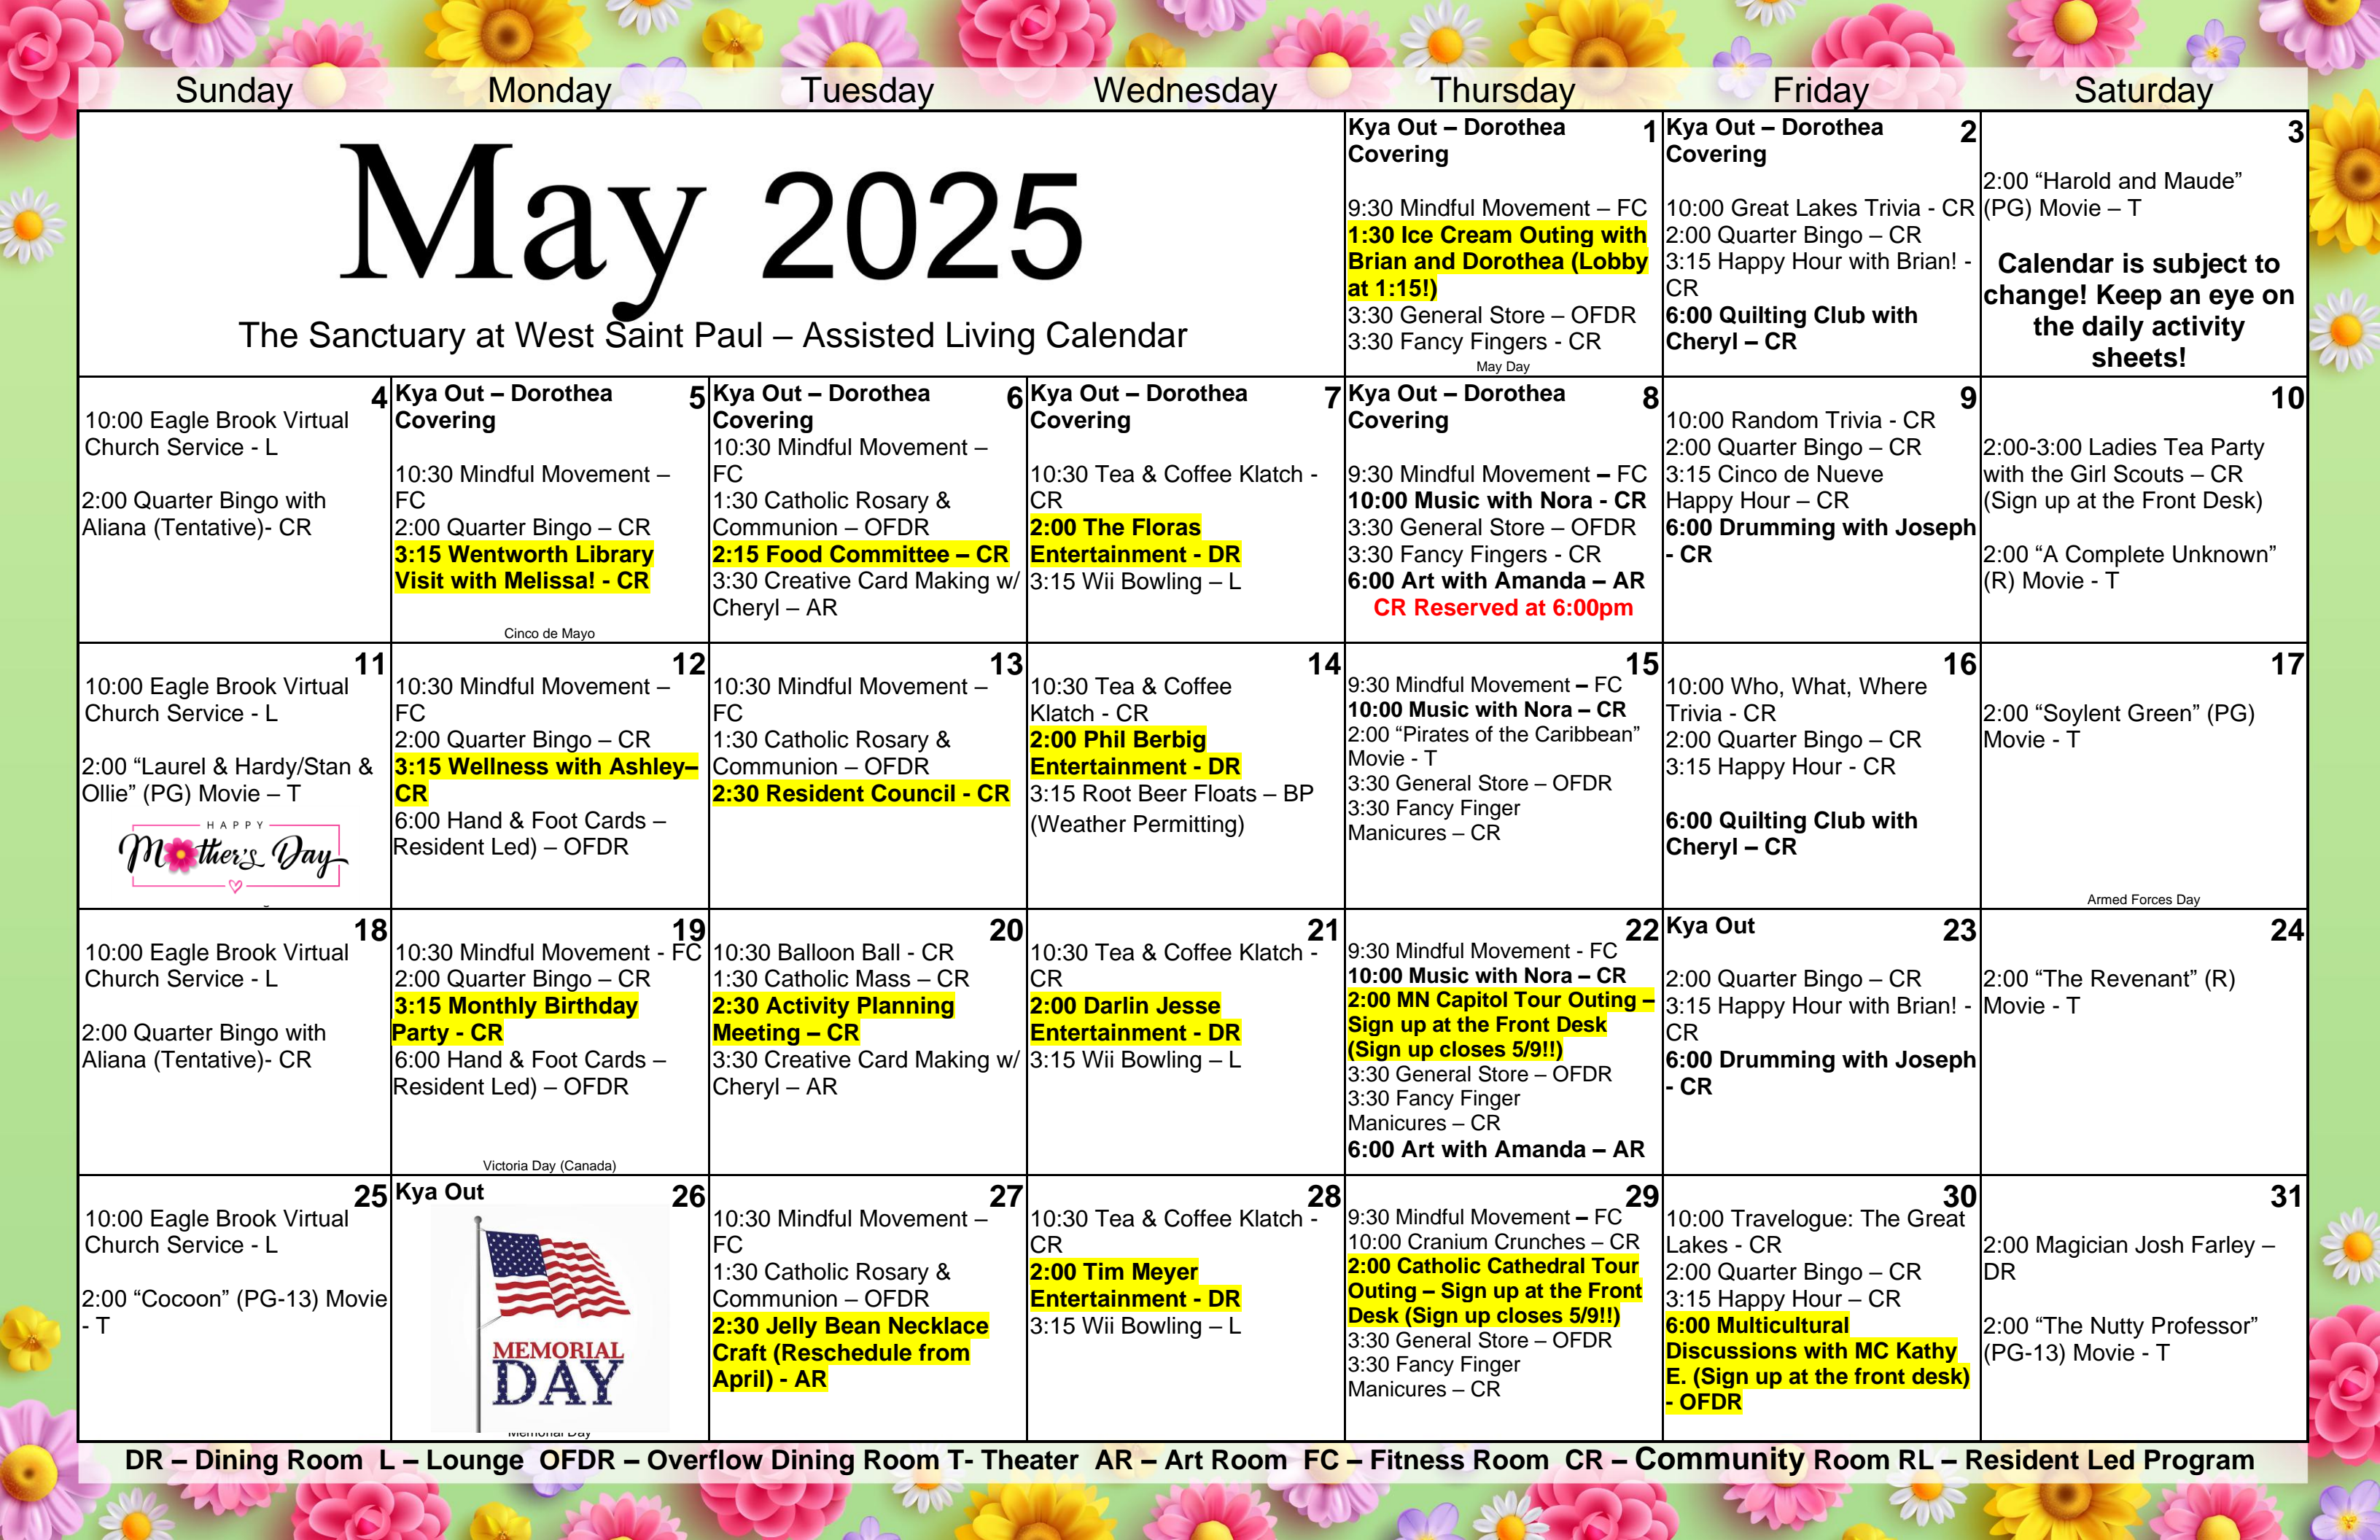 Sunday Monday Tuesday Wednesday Thursday Friday Saturday
May 2025
The Sanctuary at West Saint Paul – Assisted Living Calendar
Kya Out – Dorothea 1
Covering
9:30 Mindful Movement – FC
1:30 Ice Cream Outing with
Brian and Dorothea (Lobby
at 1:15!)
3:30 General Store – OFDR
3:30 Fancy Fingers - CR
May Day
Kya Out – Dorothea 2
Covering
10:00 Great Lakes Trivia - CR
2:00 Quarter Bingo – CR
3:15 Happy Hour with Brian! -
CR
6:00 Quilting Club with
Cheryl – CR
3
2:00 “Harold and Maude”
(PG) Movie – T
Calendar is subject to
change! Keep an eye on
the daily activity
sheets!
4
10:00 Eagle Brook Virtual
Church Service - L
2:00 Quarter Bingo with
Aliana (Tentative)- CR
Kya Out – Dorothea 5
Covering
10:30 Mindful Movement –
FC
2:00 Quarter Bingo – CR
3:15 Wentworth Library
Visit with Melissa! - CR
Cinco de Mayo
Kya Out – Dorothea 6
Covering
10:30 Mindful Movement –
FC
1:30 Catholic Rosary &
Communion – OFDR
2:15 Food Committee – CR
3:30 Creative Card Making w/
Cheryl – AR
Kya Out – Dorothea 7
Covering
10:30 Tea & Coffee Klatch -
CR
2:00 The Floras
Entertainment - DR
3:15 Wii Bowling – L
Kya Out – Dorothea 8
Covering
9:30 Mindful Movement – FC
10:00 Music with Nora - CR
3:30 General Store – OFDR
3:30 Fancy Fingers - CR
6:00 Art with Amanda – AR
CR Reserved at 6:00pm
9
10:00 Random Trivia - CR
2:00 Quarter Bingo – CR
3:15 Cinco de Nueve
Happy Hour – CR
6:00 Drumming with Joseph
- CR
10
2:00-3:00 Ladies Tea Party
with the Girl Scouts – CR
(Sign up at the Front Desk)
2:00 “A Complete Unknown”
(R) Movie - T
11
10:00 Eagle Brook Virtual
Church Service - L
2:00 “Laurel & Hardy/Stan &
Ollie” (PG) Movie – T
HAPPY
Mother's Day
12
10:30 Mindful Movement –
FC
2:00 Quarter Bingo – CR
3:15 Wellness with Ashley–
CR
6:00 Hand & Foot Cards –
Resident Led) – OFDR
13
10:30 Mindful Movement –
FC
1:30 Catholic Rosary &
Communion – OFDR
2:30 Resident Council - CR
14
10:30 Tea & Coffee
Klatch - CR
2:00 Phil Berbig
Entertainment - DR
3:15 Root Beer Floats – BP
(Weather Permitting)
15
9:30 Mindful Movement – FC
10:00 Music with Nora – CR
2:00 “Pirates of the Caribbean”
Movie - T
3:30 General Store – OFDR
3:30 Fancy Finger
Manicures – CR
16
10:00 Who, What, Where
Trivia - CR
2:00 Quarter Bingo – CR
3:15 Happy Hour - CR
6:00 Quilting Club with
Cheryl – CR
17
2:00 “Soylent Green” (PG)
Movie - T
Armed Forces Day
18
10:00 Eagle Brook Virtual
Church Service - L
2:00 Quarter Bingo with
Aliana (Tentative)- CR
19
10:30 Mindful Movement - FC
2:00 Quarter Bingo – CR
3:15 Monthly Birthday
Party - CR
6:00 Hand & Foot Cards –
Resident Led) – OFDR
Victoria Day (Canada)
20
10:30 Balloon Ball - CR
1:30 Catholic Mass – CR
2:30 Activity Planning
Meeting – CR
3:30 Creative Card Making w/
Cheryl – AR
21
10:30 Tea & Coffee Klatch -
CR
2:00 Darlin Jesse
Entertainment - DR
3:15 Wii Bowling – L
22
9:30 Mindful Movement - FC
10:00 Music with Nora – CR
2:00 MN Capitol Tour Outing –
Sign up at the Front Desk
(Sign up closes 5/9!!)
3:30 General Store – OFDR
3:30 Fancy Finger
Manicures – CR
6:00 Art with Amanda – AR
Kya Out 23
2:00 Quarter Bingo – CR
3:15 Happy Hour with Brian! -
CR
6:00 Drumming with Joseph
- CR
24
2:00 “The Revenant” (R)
Movie - T
25
10:00 Eagle Brook Virtual
Church Service - L
2:00 “Cocoon” (PG-13) Movie
- T
Kya Out 26
MEMORIAL
DAY
Memorial Day
27
10:30 Mindful Movement –
FC
1:30 Catholic Rosary &
Communion – OFDR
2:30 Jelly Bean Necklace
Craft (Reschedule from
April) - AR
28
10:30 Tea & Coffee Klatch -
CR
2:00 Tim Meyer
Entertainment - DR
3:15 Wii Bowling – L
29
9:30 Mindful Movement – FC
10:00 Cranium Crunches – CR
2:00 Catholic Cathedral Tour
Outing – Sign up at the Front
Desk (Sign up closes 5/9!!)
3:30 General Store – OFDR
3:30 Fancy Finger
Manicures – CR
30
10:00 Travelogue: The Great
Lakes - CR
2:00 Quarter Bingo – CR
3:15 Happy Hour – CR
6:00 Multicultural
Discussions with MC Kathy
E. (Sign up at the front desk)
- OFDR
31
2:00 Magician Josh Farley –
DR
2:00 “The Nutty Professor”
(PG-13) Movie - T
DR – Dining Room L – Lounge OFDR – Overflow Dining Room T- Theater AR – Art Room FC – Fitness Room CR – Community Room RL – Resident Led Program